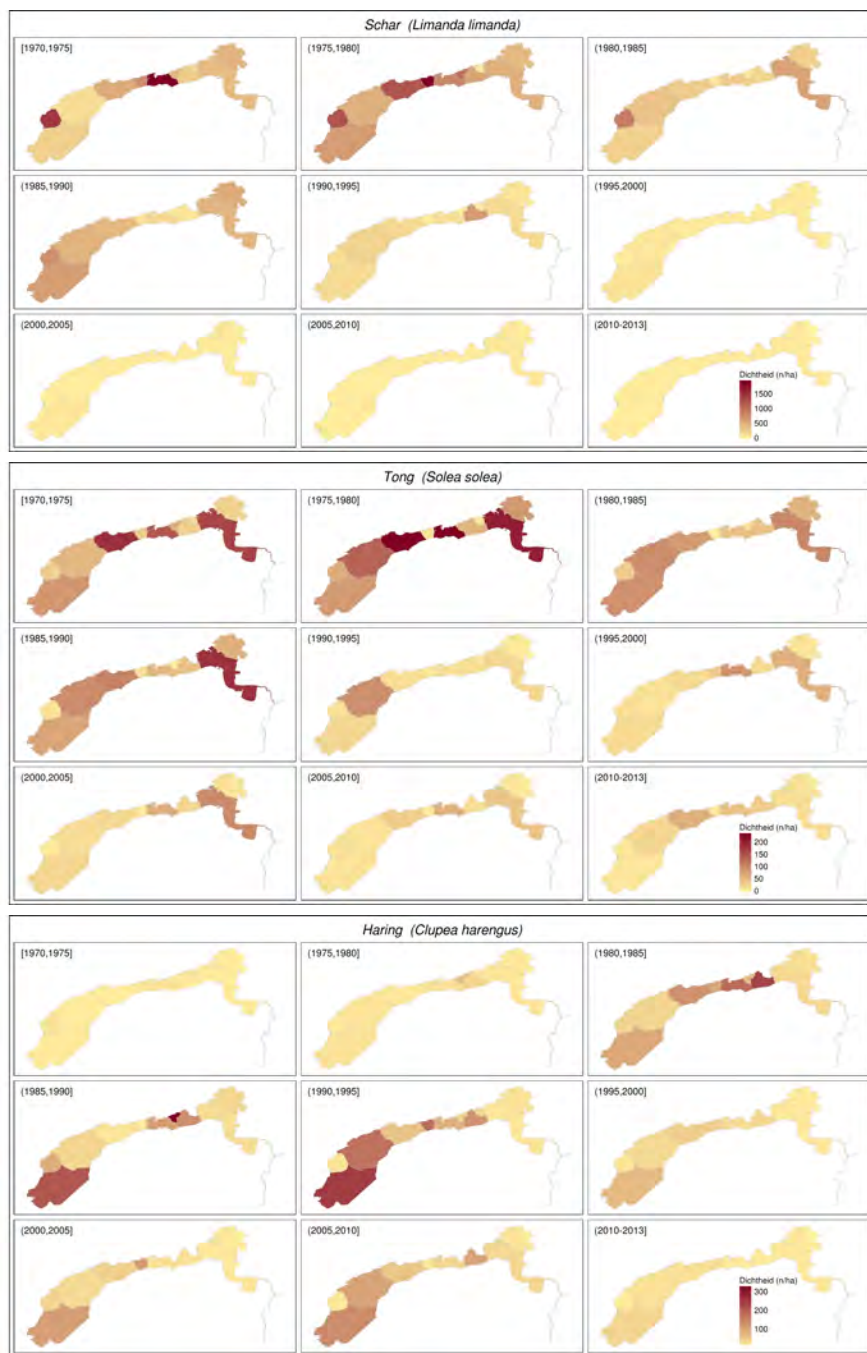 Schar (Limanda limanda)
[1970,1975] (1975,1980] (1980,1985]
(1985,1990] (1990,1995] (1995,2000]
(2000,2005] (2005,2010] (2010-2013]
Dichtheid (n/ha)
1500
1000
500
0
Tong (Solea solea)
[1970,1975] (1975,1980] (1980,1985]
(1985,1990] (1990,1995] (1995,2000]
(2000,2005] (2005,2010] (2010-2013]
Dichtheid (n/ha)
200
150
100
50
0
Haring (Clupea harengus)
[1970,1975] (1975,1980] (1980,1985]
(1985,1990] (1990,1995] (1995,2000]
(2000,2005] (2005,2010] (2010-2013]
Dichtheid (n/ha)
300
200
100